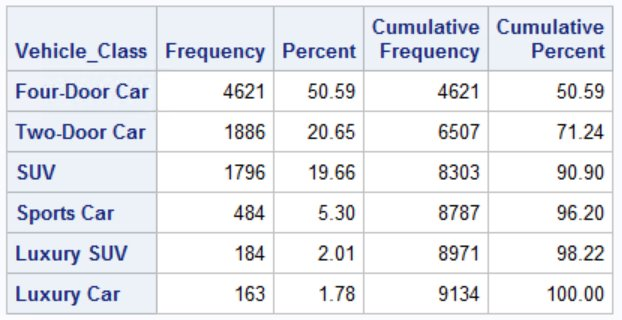 Vehicle_Class Frequency Percent Cumulative Frequency Cumulative Percent
Four-Door Car 4621 50.59 4621 50.59
Two-Door Car 1886 20.65 6507 71.24
SUV 1796 19.66 8303 90.90
Sports Car 484 5.30 8787 96.20
Luxury SUV 184 2.01 8971 98.22
Luxury Car 163 1.78 9134 100.00